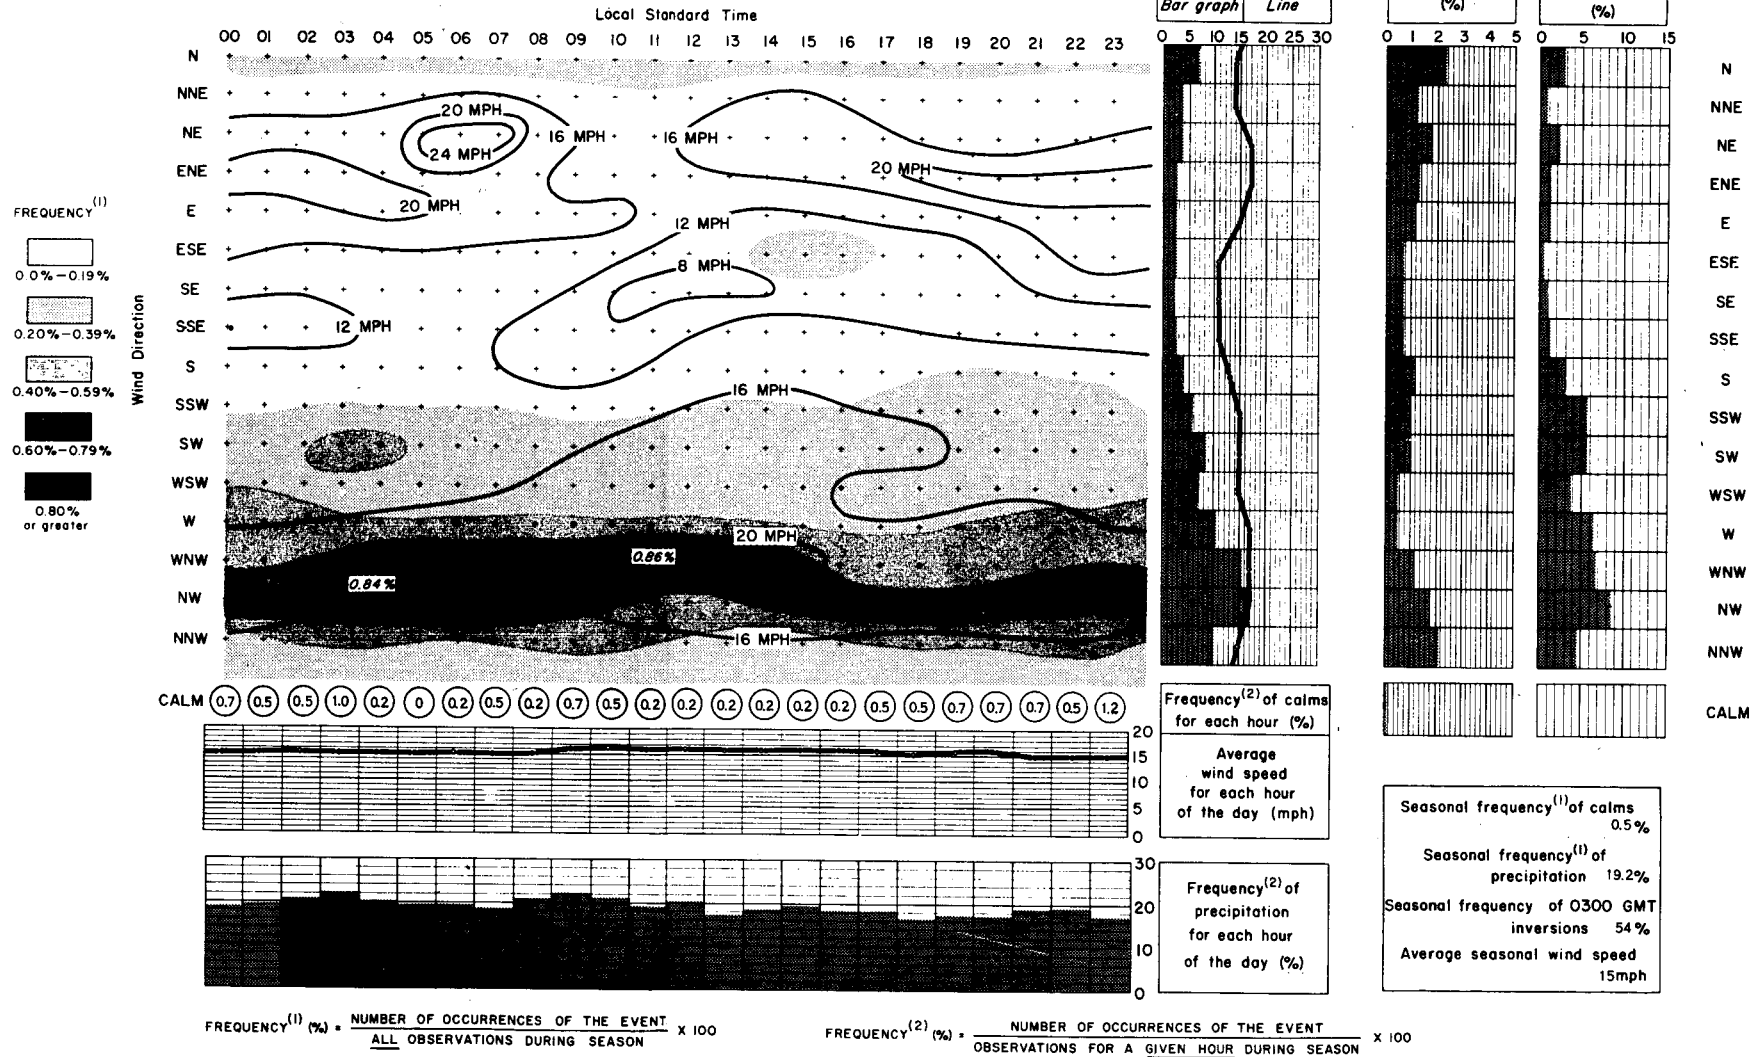 Local Standard Time
00 01 02 03 04 05 06 07 08 09 10 11 12 13 14 15 16 17 18 19 20 21 22 23
Bar graph Line
0 5 10 15 20 25 30
(%)
0 1 2 3 4 5
(%)
0 5 10 15
Wind Direction
N
NNE
NE
ENE
E
ESE
SE
SSE
S
SSW
SW
WSW
W
WNW
NW
NNW
20 MPH
24 MPH
16 MPH
16 MPH
20 MPH
20 MPH
12 MPH
8 MPH
12 MPH
16 MPH
20 MPH
0.86%
0.84%
16 MPH
N
NNE
NE
ENE
E
ESE
SE
SSE
S
SSW
SW
WSW
W
WNW
NW
NNW
CALM
FREQUENCY(1)
0.0%–0.19%
0.20%–0.39%
0.40%–0.59%
0.60%–0.79%
0.80%
or greater
CALM 0.7 0.5 0.5 1.0 0.2 0 0.2 0.5 0.2 0.7 0.5 0.2 0.2 0.2 0.2 0.2 0.2 0.5 0.5 0.7 0.7 0.7 0.5 1.2
Frequency(2) of calms
for each hour (%)
20
15
10
5
0
Average
wind speed
for each hour
of the day (mph)
30
20
10
0
Frequency(2) of
precipitation
for each hour
of the day (%)
Seasonal frequency(1) of calms
0.5%
Seasonal frequency(1) of
precipitation 19.2%
Seasonal frequency of 0300 GMT
inversions 54%
Average seasonal wind speed
15mph
FREQUENCY(1) (%) = NUMBER OF OCCURRENCES OF THE EVENT X 100
ALL OBSERVATIONS DURING SEASON
FREQUENCY(2) (%) = NUMBER OF OCCURRENCES OF THE EVENT X 100
OBSERVATIONS FOR A GIVEN HOUR DURING SEASON